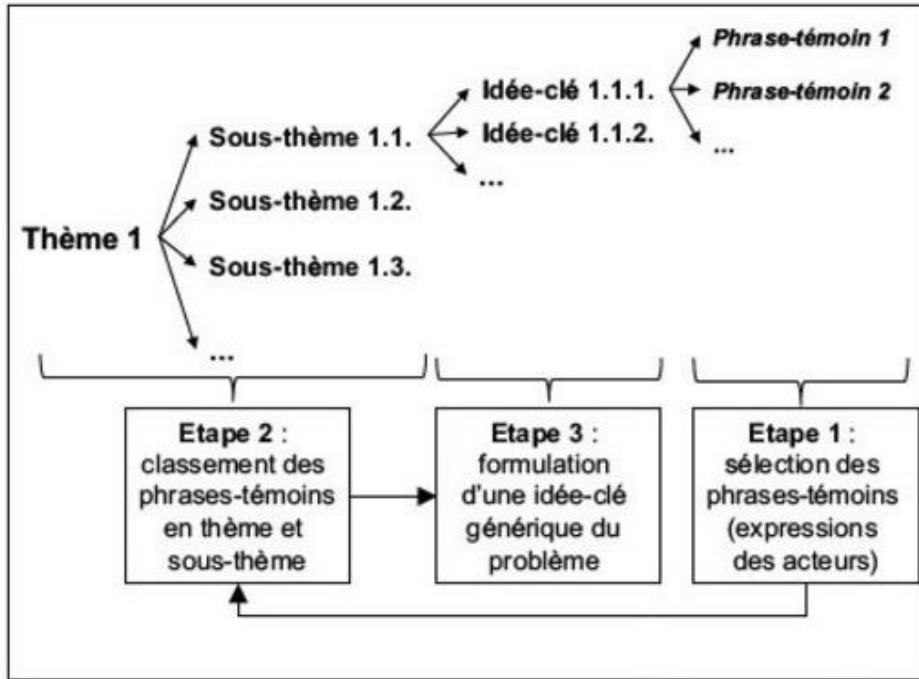 Phrase-témoin 1
Idée-clé 1.1.1.
Phrase-témoin 2
Sous-thème 1.1.
Idée-clé 1.1.2.
...
...
Sous-thème 1.2.
Thème 1
Sous-thème 1.3.
...
Etape 2 :
classement des
phrases-témoins
en thème et
sous-thème
Etape 3 :
formulation
d'une idée-clé
générique du
problème
Etape 1 :
sélection des
phrases-témoins
(expressions
des acteurs)